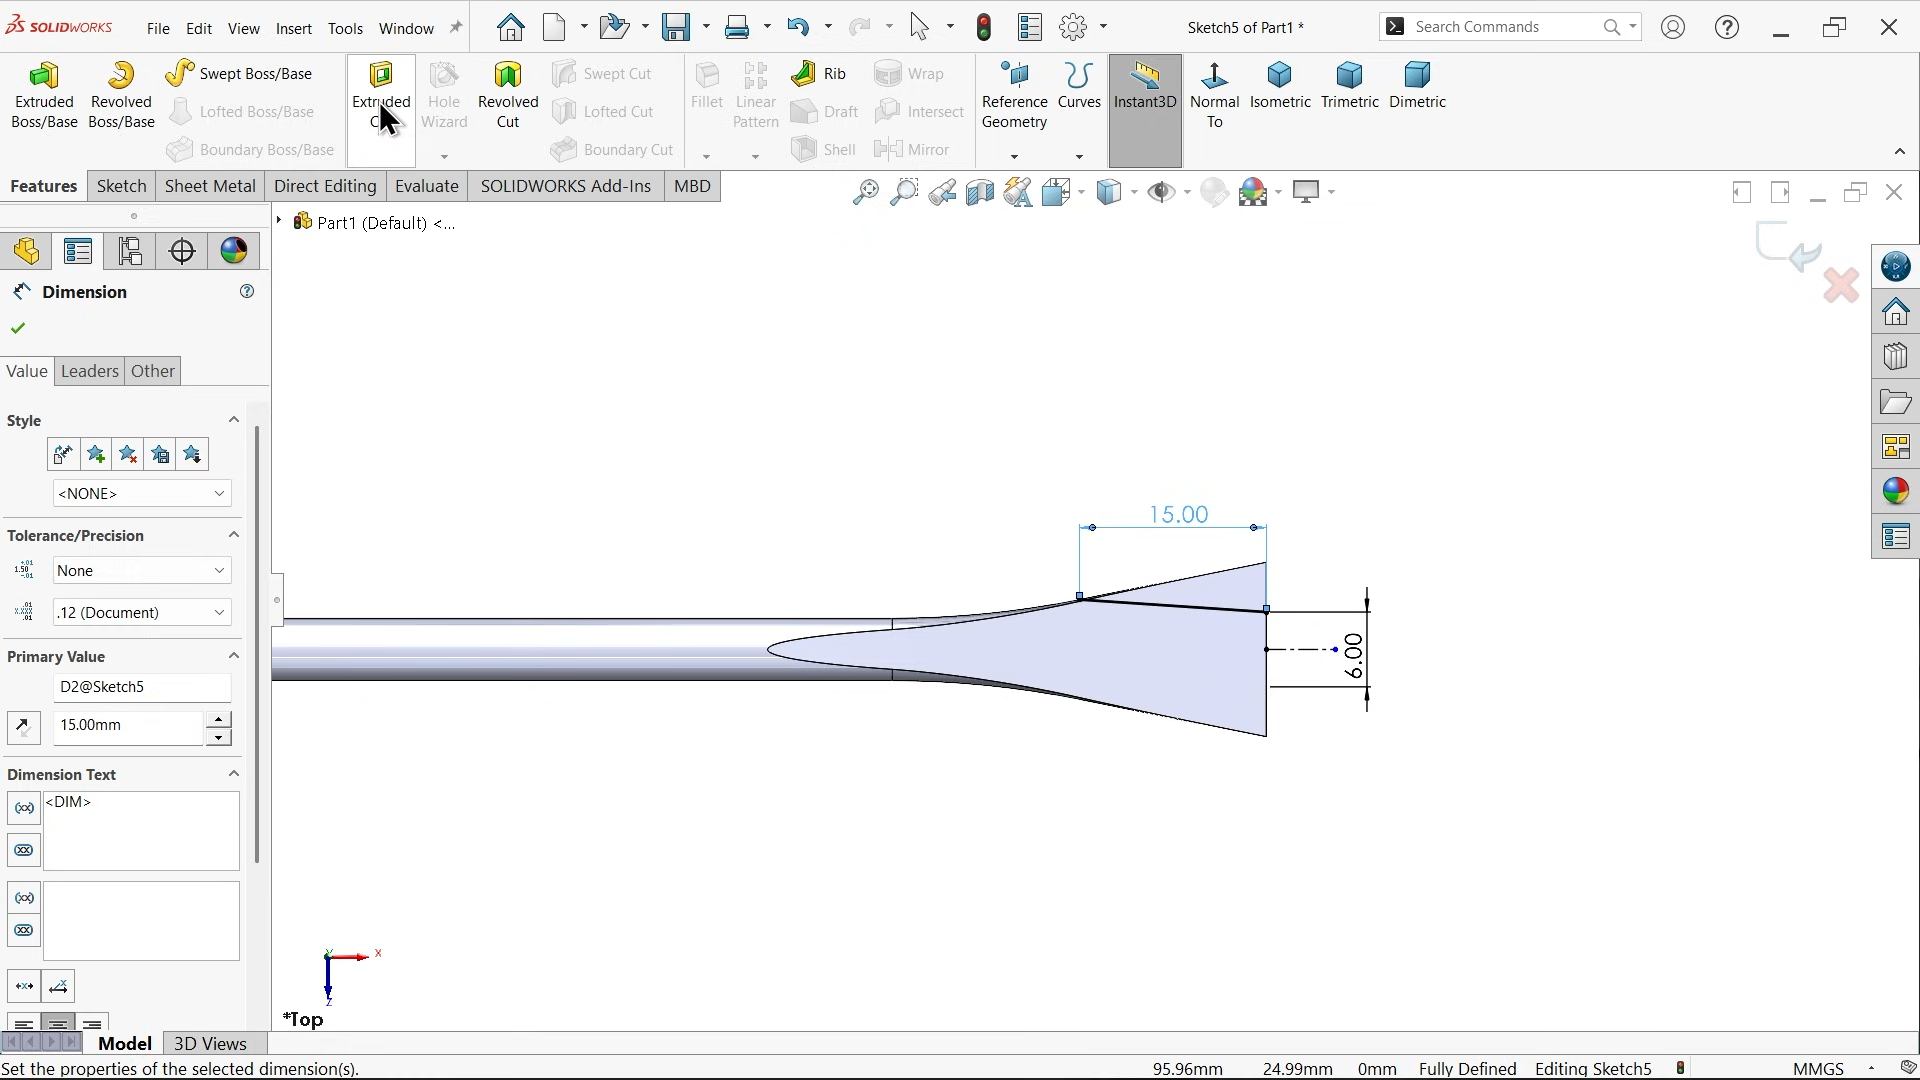 SOLIDWORKS File Edit View Insert Tools Window Sketch5 of Part1 * Search Commands
Extruded Boss/Base
Revolved Boss/Base
Swept Boss/Base
Lofted Boss/Base
Boundary Boss/Base
Extruded
Hole Wizard
Revolved Cut
Swept Cut
Lofted Cut
Boundary Cut
Fillet
Linear Pattern
Rib
Draft
Shell
Wrap
Intersect
Mirror
Reference Geometry
Curves
Instant3D
Normal To
Isometric
Trimetric
Dimetric
Features Sketch Sheet Metal Direct Editing Evaluate SOLIDWORKS Add-Ins MBD
Part1 (Default) <...
Dimension
Value Leaders Other
Style
<NONE>
Tolerance/Precision
None
.12 (Document)
Primary Value
D2@Sketch5
15.00mm
Dimension Text
<DIM>
15.00
6.00
Y
X
Z
*Top
Model 3D Views
Set the properties of the selected dimension(s). 95.96mm 24.99mm 0mm Fully Defined Editing Sketch5 MMGS